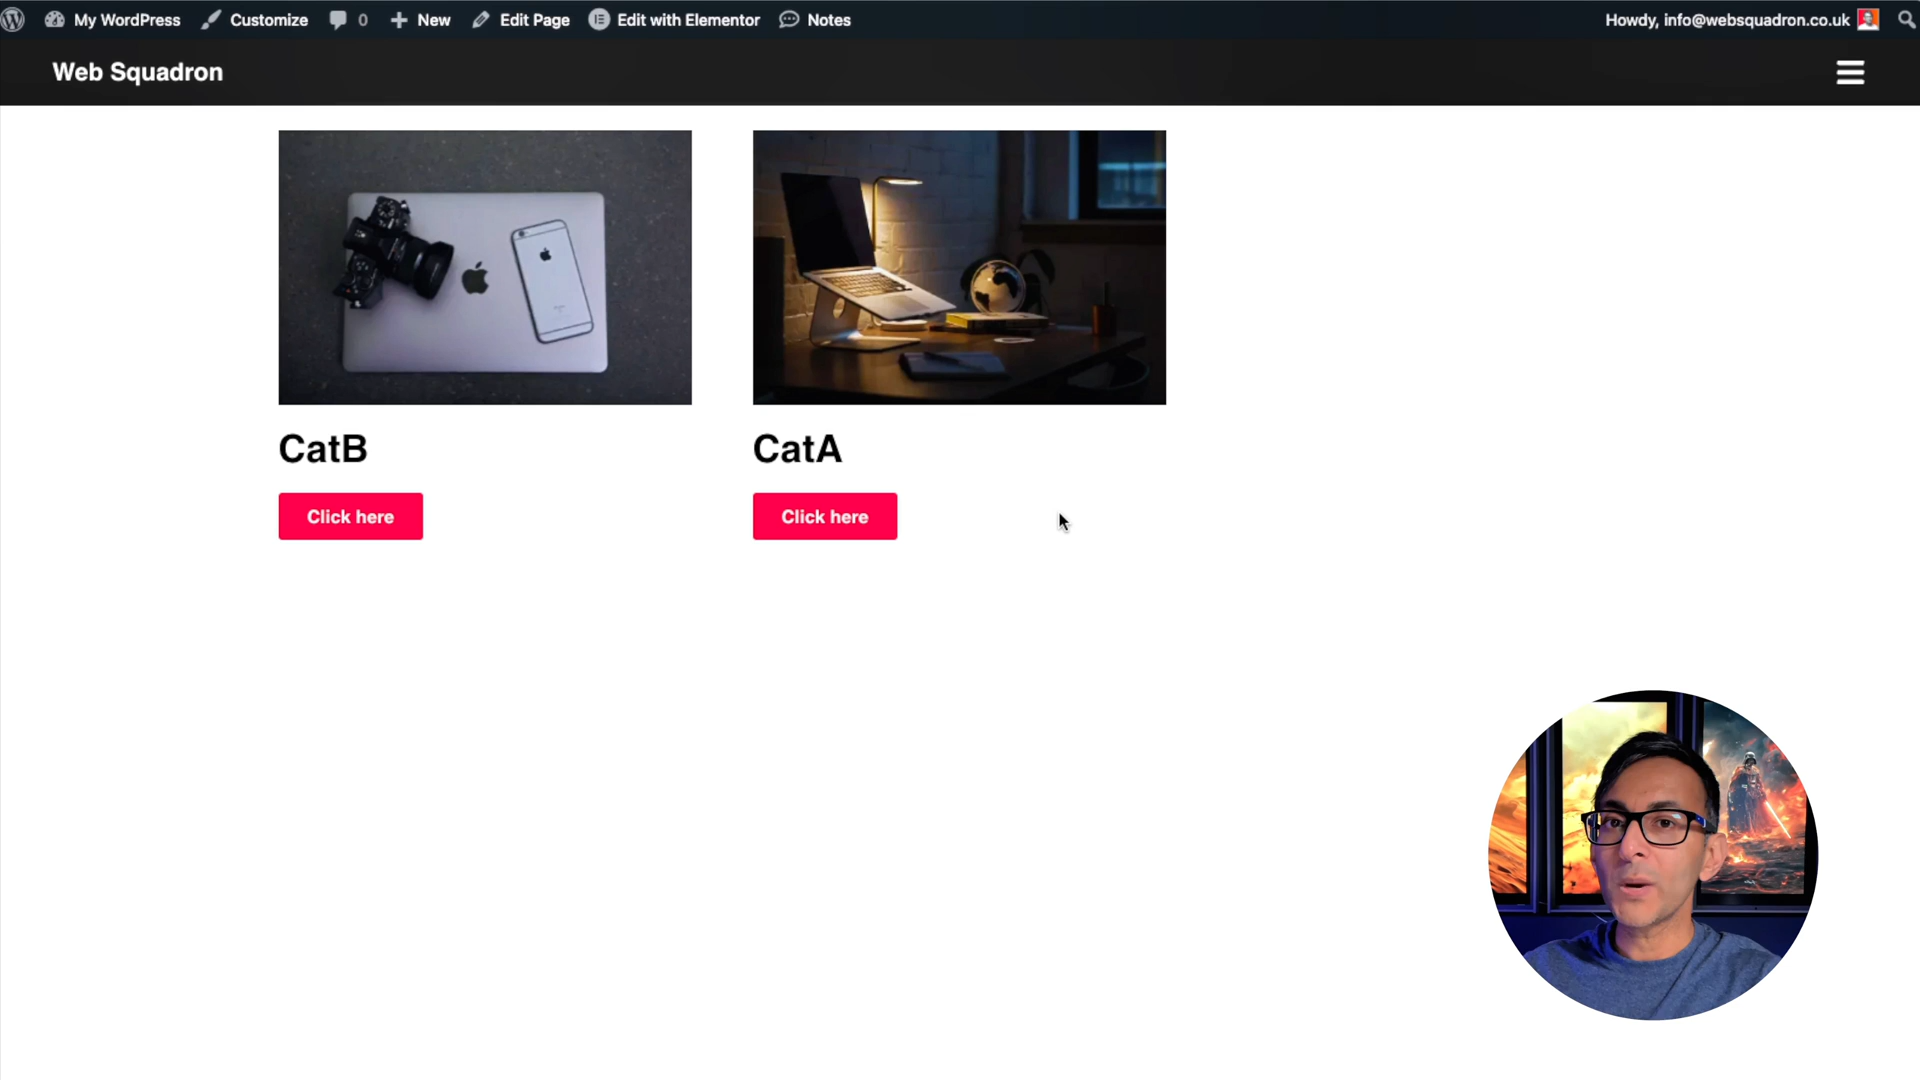 My WordPress Customize 0 New Edit Page Edit with Elementor Notes Howdy, info@websquadron.co.uk
Web Squadron
CatB
CatA
Click here
Click here